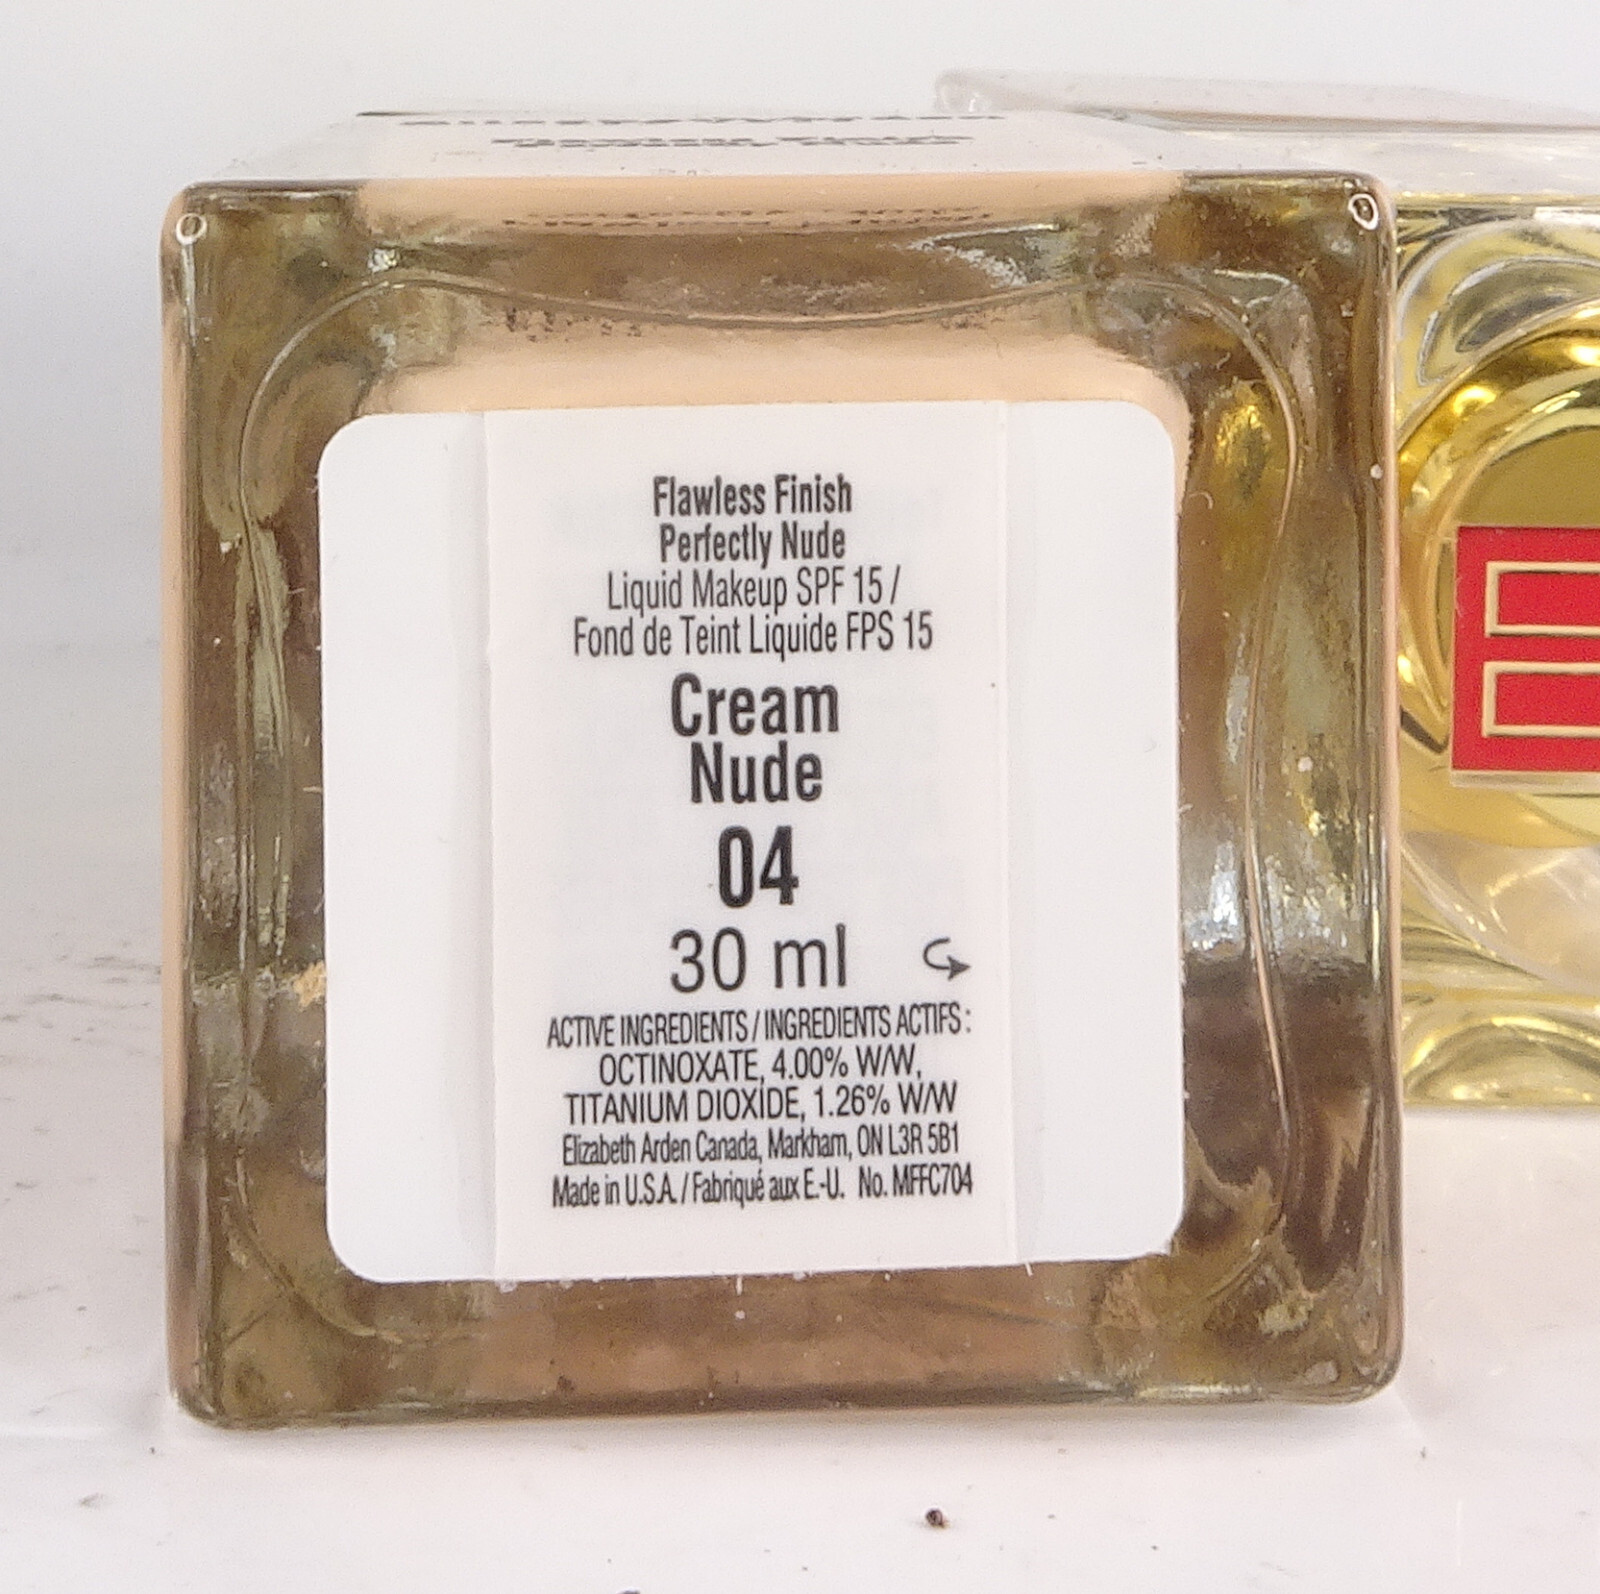 Flawless Finish
Perfectly Nude
Liquid Makeup SPF 15 /
Fond de Teint Liquide FPS 15
Cream
Nude
04
30 ml
ACTIVE INGREDIENTS / INGREDIENTS ACTIFS :
OCTINOXATE, 4.00% W/W,
TITANIUM DIOXIDE, 1.26% W/W
Elizabeth Arden Canada, Markham, ON L3R 5B1
Made in U.S.A. / Fabriqué aux E.-U. No. MFFC704